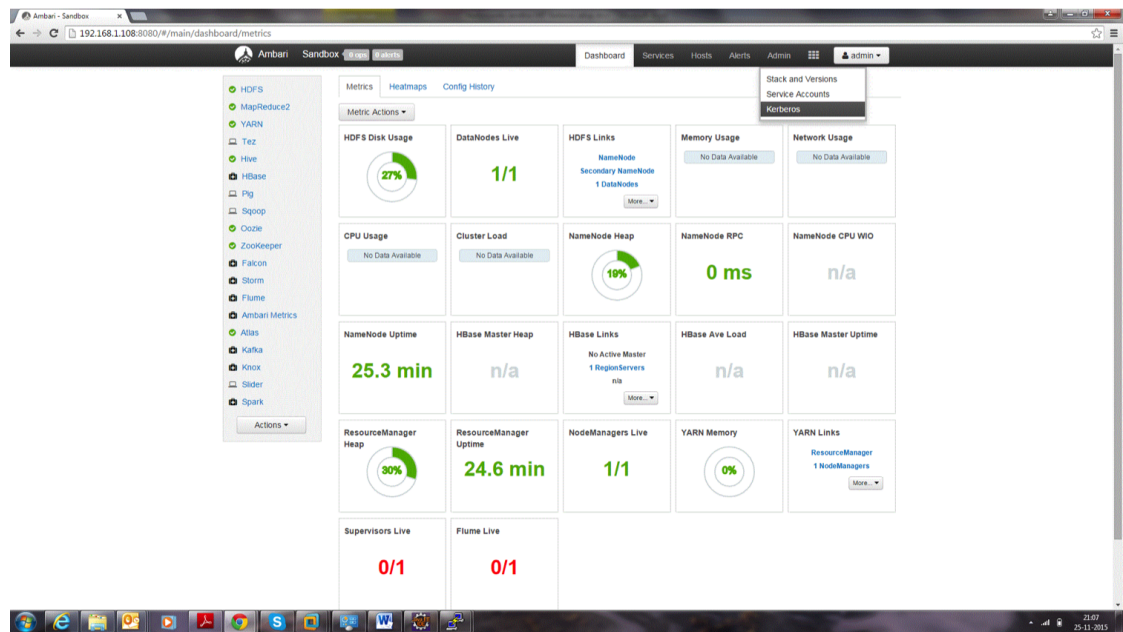 Ambari - Sandbox
192.168.1.108:8080/#/main/dashboard/metrics
Ambari Sandbox 0 ops 0 alerts Dashboard Services Hosts Alerts Admin admin
Stack and Versions
Service Accounts
Kerberos
HDFS
MapReduce2
YARN
Tez
Hive
HBase
Pig
Sqoop
Oozie
ZooKeeper
Falcon
Storm
Flume
Ambari Metrics
Atlas
Kafka
Knox
Slider
Spark
Actions
Metrics Heatmaps Config History
Metric Actions
HDFS Disk Usage
27%
DataNodes Live
1/1
HDFS Links
NameNode
Secondary NameNode
1 DataNodes
More...
Memory Usage
No Data Available
Network Usage
No Data Available
CPU Usage
No Data Available
Cluster Load
No Data Available
NameNode Heap
19%
NameNode RPC
0 ms
NameNode CPU WIO
n/a
NameNode Uptime
25.3 min
HBase Master Heap
n/a
HBase Links
No Active Master
1 RegionServers
n/a
More...
HBase Ave Load
n/a
HBase Master Uptime
n/a
ResourceManager
Heap
30%
ResourceManager
Uptime
24.6 min
NodeManagers Live
1/1
YARN Memory
0%
YARN Links
ResourceManager
1 NodeManagers
More...
Supervisors Live
0/1
Flume Live
0/1
21:07
25-11-2015